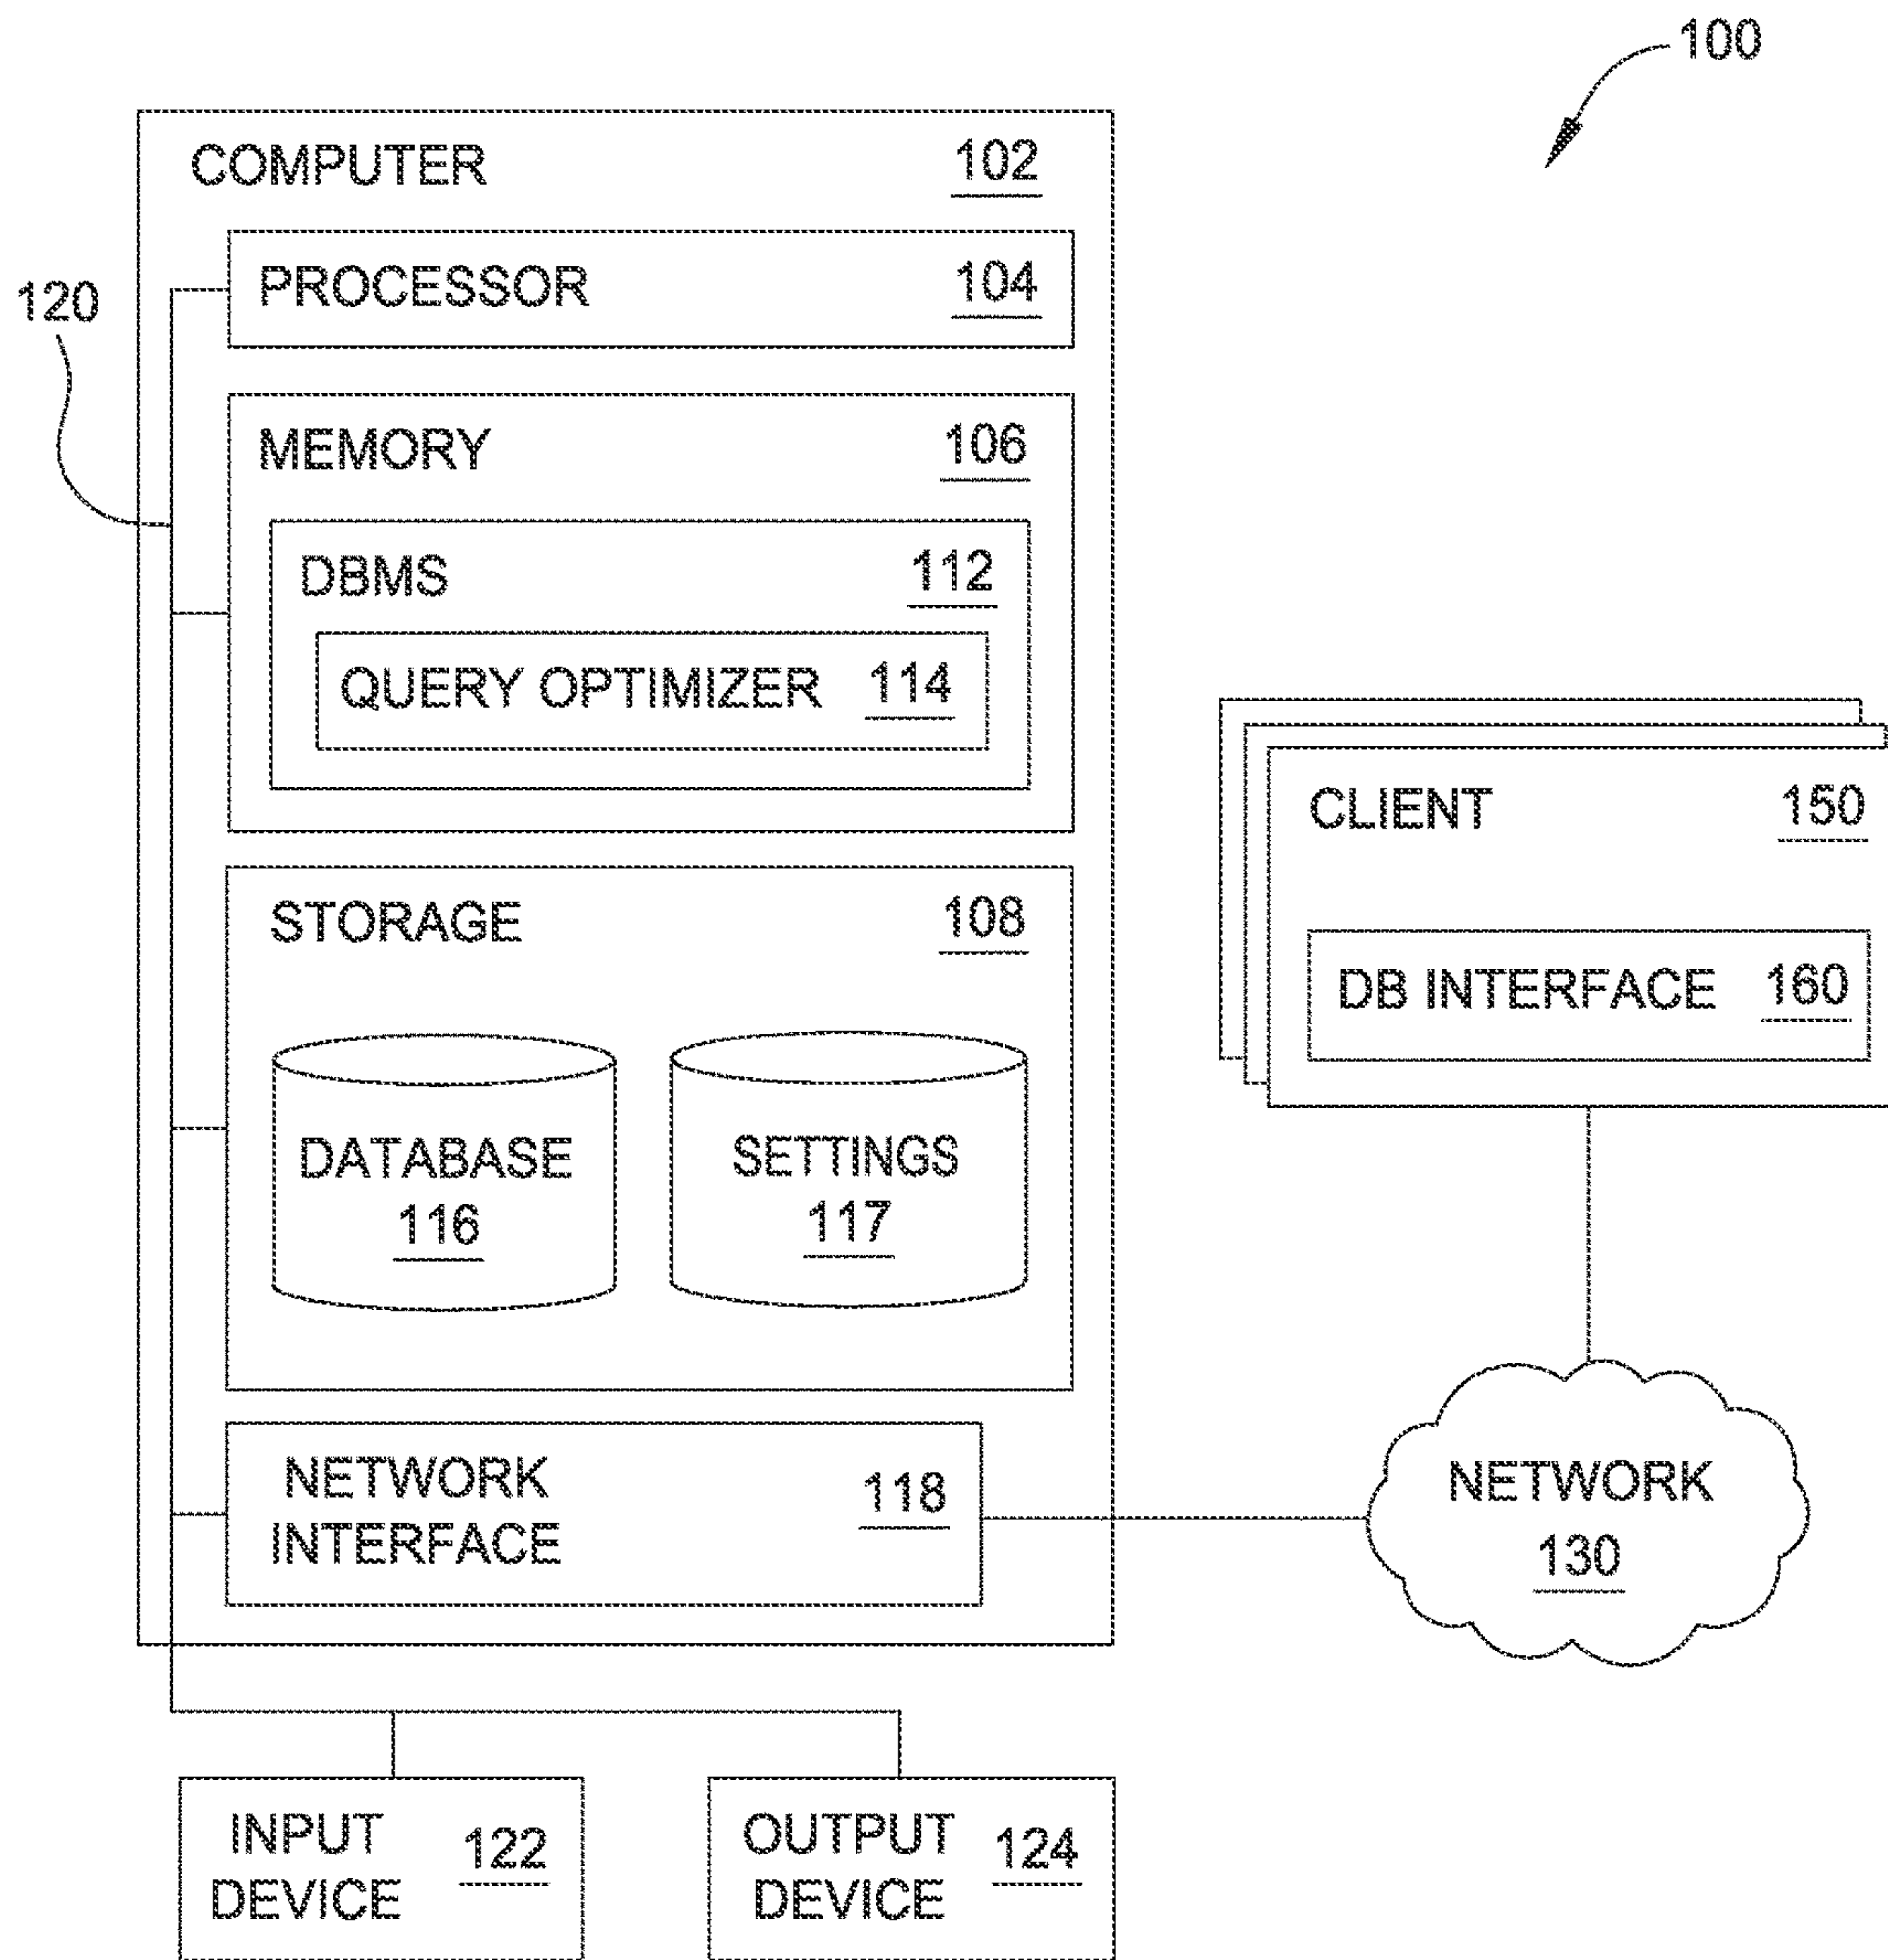 100
COMPUTER 102
PROCESSOR 104
120
MEMORY 106
DBMS 112
QUERY OPTIMIZER 114
STORAGE 108
DATABASE
116
SETTINGS
117
NETWORK
INTERFACE
118
CLIENT 150
DB INTERFACE 160
NETWORK
130
INPUT
DEVICE
122
OUTPUT
DEVICE
124